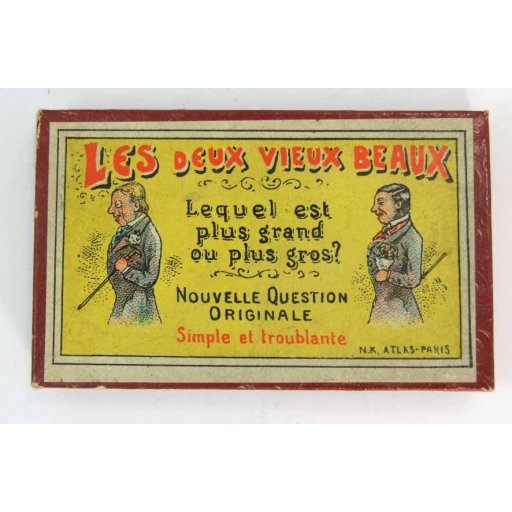 LES DEUX VIEUX BEAUX
Lequel est
plus grand
ou plus gros?
NOUVELLE QUESTION
ORIGINALE
Simple et troublante
N.K. ATLAS-PARIS